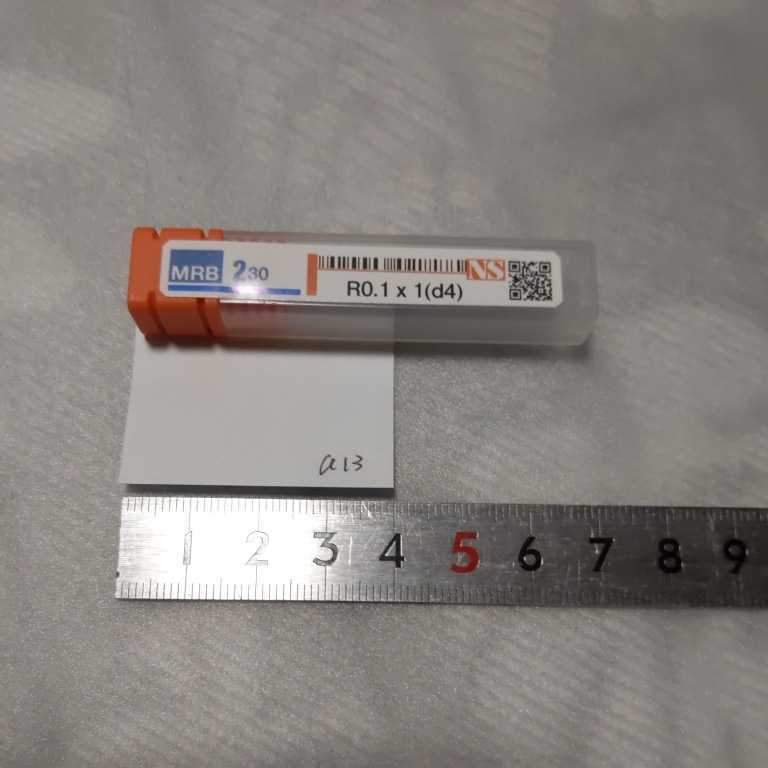 MRB 230 NS
R0.1 x 1(d4)
a13
1 2 3 4 5 6 7 8 9